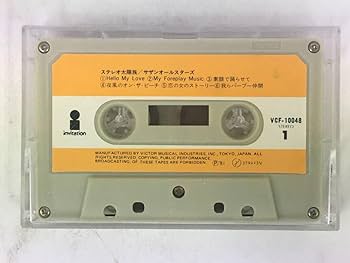 ステレオ太陽族/サザンオールスターズ
①Hello My Love ②My Foreplay Music ③素顔で踊らせて
④夜風のオン・ザ・ビーチ ⑤恋の女のストーリー ⑥我らパープー仲間
invitation
VCF-10048
STEREO
1
MANUFACTURED BY VICTOR MUSICAL INDUSTRIES, INC., TOKYO, JAPAN. ALL
RIGHTS RESERVED. COPYING, PUBLIC PERFORMANCE,
BROADCASTING, OF THESE TAPES ARE FORBIDDEN.